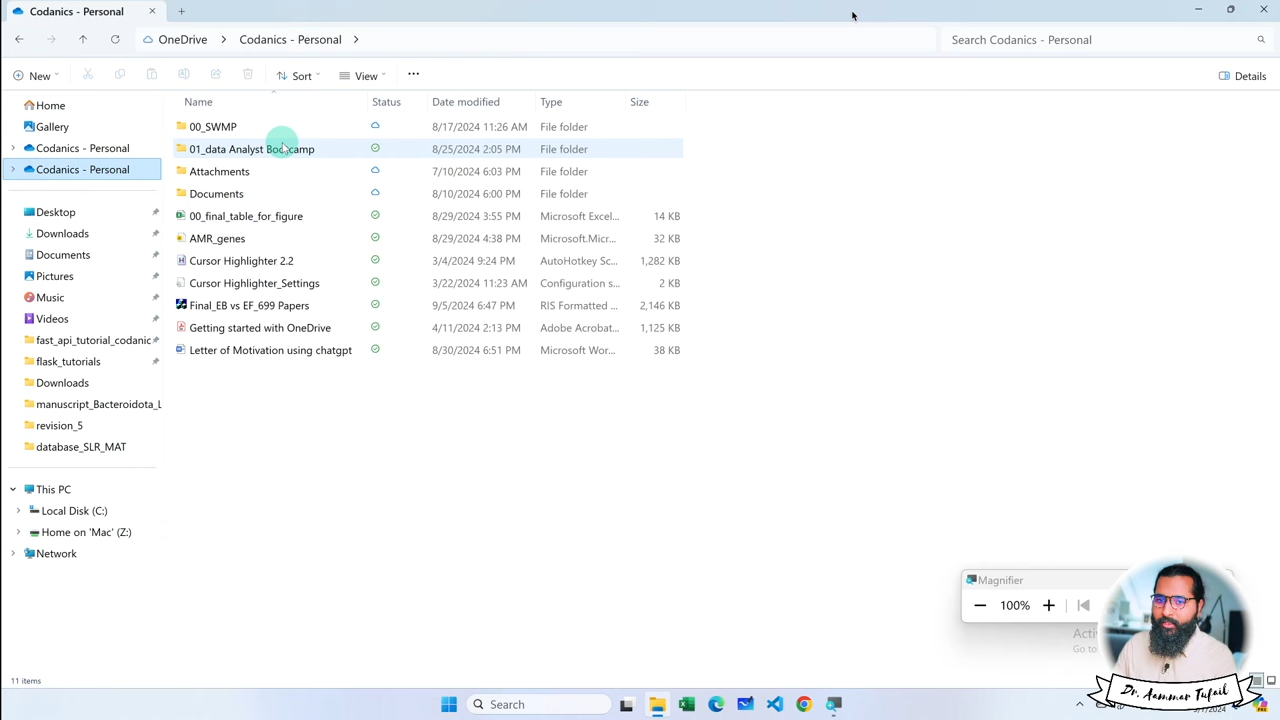 Codanics - Personal
OneDrive Codanics - Personal
Search Codanics - Personal
New
Sort
View
Details
Name Status Date modified Type Size
Home
Gallery
Codanics - Personal
Codanics - Personal
Desktop
Downloads
Documents
Pictures
Music
Videos
fast_api_tutorial_codanic
flask_tutorials
Downloads
manuscript_Bacteroidota_L
revision_5
database_SLR_MAT
This PC
Local Disk (C:)
Home on 'Mac' (Z:)
Network
00_SWMP 8/17/2024 11:26 AM File folder
01_data Analyst Bootcamp 8/25/2024 2:05 PM File folder
Attachments 7/10/2024 6:03 PM File folder
Documents 8/10/2024 6:00 PM File folder
00_final_table_for_figure 8/29/2024 3:55 PM Microsoft Excel... 14 KB
AMR_genes 8/29/2024 4:38 PM Microsoft.Micr... 32 KB
Cursor Highlighter 2.2 3/4/2024 9:24 PM AutoHotkey Sc... 1,282 KB
Cursor Highlighter_Settings 3/22/2024 11:23 AM Configuration s... 2 KB
Final_EB vs EF_699 Papers 9/5/2024 6:47 PM RIS Formatted ... 2,146 KB
Getting started with OneDrive 4/11/2024 2:13 PM Adobe Acrobat... 1,125 KB
Letter of Motivation using chatgpt 8/30/2024 6:51 PM Microsoft Wor... 38 KB
Magnifier
100%
Go to
Dr. Aammar Tufail
11 items
Search